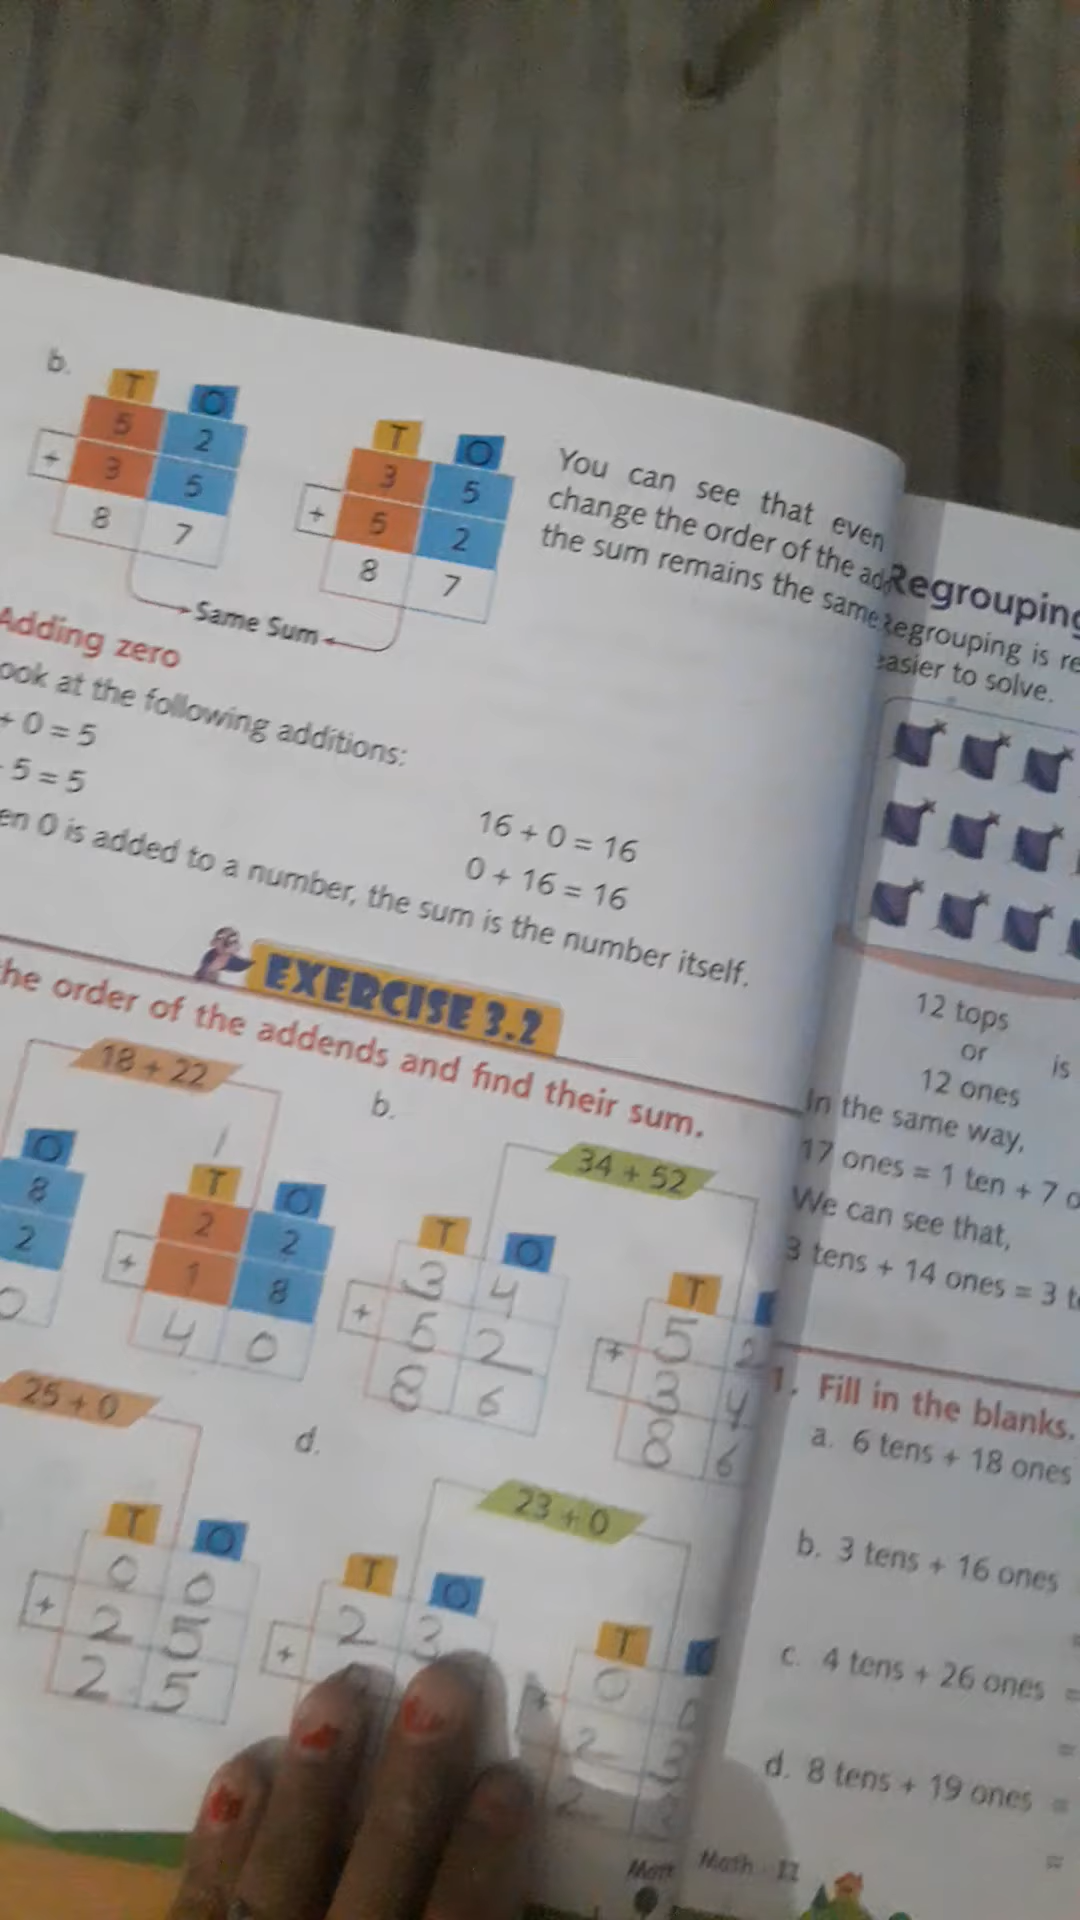 b.
T O
5 2
+ 3 5
8 7
T O
3 5
+ 5 2
8 7
Same Sum
You can see that even
change the order of the
the sum remains the same
Adding zero
ook at the following additions:
+ 0 = 5
5 = 5
16 + 0 = 16
0 + 16 = 16
en 0 is added to a number, the sum is the number itself.
EXERCISE 3.2
he order of the addends and find their sum.
18 + 22
O
8
2
0
1
T O
2 2
+ 1 8
4 0
b.
34 + 52
T O
3 4
+ 5 2
8 6
T
5 2
+ 3 4
8 6
25 + 0
T O
0 0
+ 2 5
2 5
d.
23 + 0
T O
2 3
+
T
0 0
+ 2 3
2
Math 12
Regrouping
Regrouping is re
easier to solve.
12 tops
or
is
12 ones
In the same way,
17 ones = 1 ten + 7 o
We can see that,
3 tens + 14 ones = 3 t
1. Fill in the blanks.
a. 6 tens + 18 ones
b. 3 tens + 16 ones
=
c. 4 tens + 26 ones =
=
d. 8 tens + 19 ones =
=